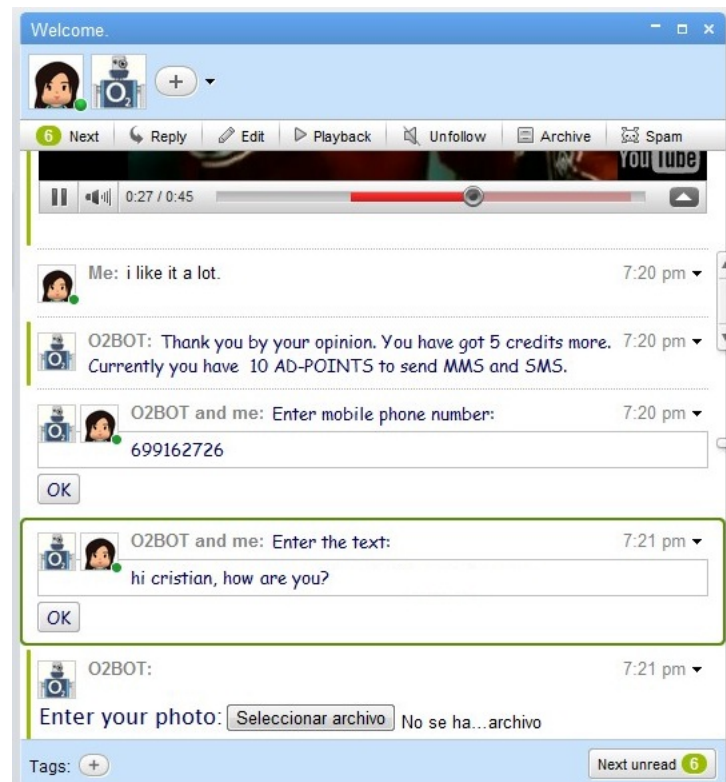 Welcome.
O2
6 Next Reply Edit Playback Unfollow Archive Spam
YouTube
0:27 / 0:45
Me: i like it a lot. 7:20 pm
O2BOT: Thank you by your opinion. You have got 5 credits more. 7:20 pm
Currently you have 10 AD-POINTS to send MMS and SMS.
O2
O2BOT and me: Enter mobile phone number: 7:20 pm
O2
699162726
OK
O2BOT and me: Enter the text: 7:21 pm
O2
hi cristian, how are you?
OK
O2BOT: 7:21 pm
O2
Enter your photo: Seleccionar archivo No se ha...archivo
Tags: Next unread 6